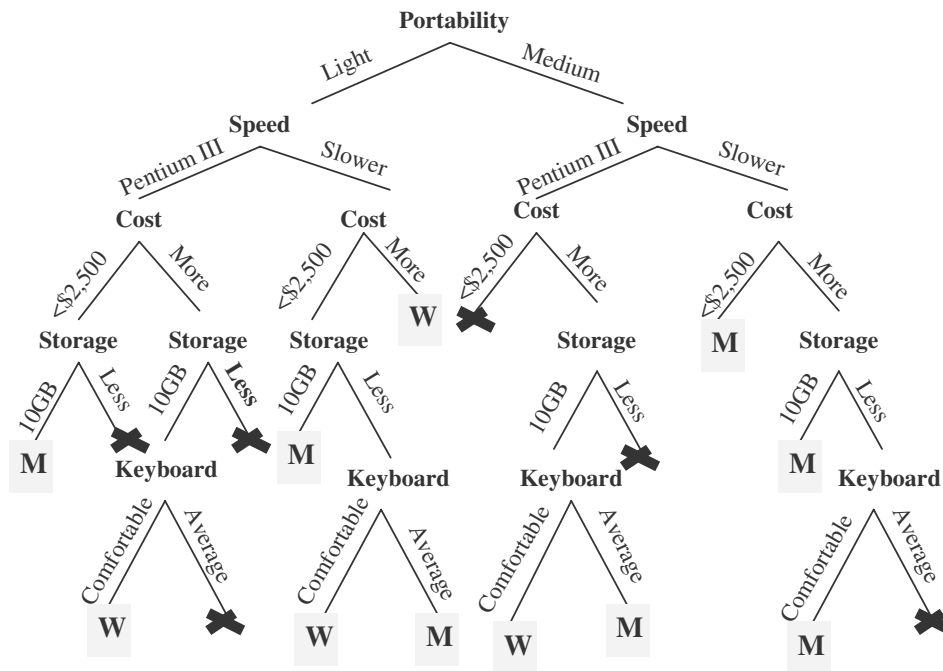 Portability
Light Medium
Speed Speed
Pentium III Slower Pentium III Slower
Cost Cost Cost Cost
<$2,500 More <$2,500 More <$2,500 More <$2,500 More
W M
Storage Storage Storage Storage Storage
10GB Less 10GB Less 10GB Less 10GB Less 10GB Less
M M M
Keyboard Keyboard Keyboard Keyboard
Comfortable Average Comfortable Average Comfortable Average Comfortable Average
W W M W M M